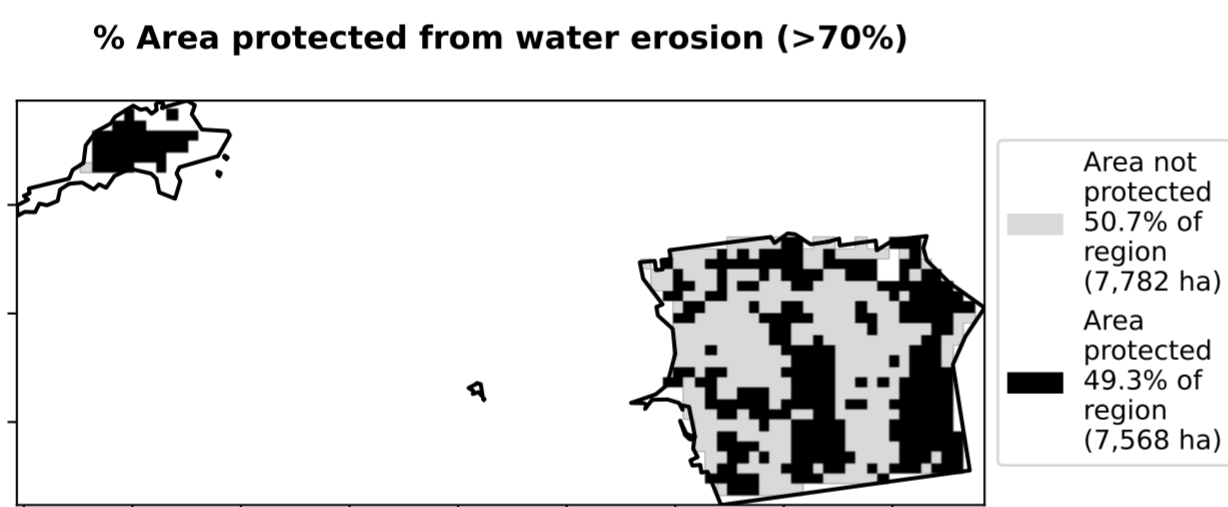 % Area protected from water erosion (>70%)
Area not
protected
50.7% of
region
(7,782 ha)
Area
protected
49.3% of
region
(7,568 ha)